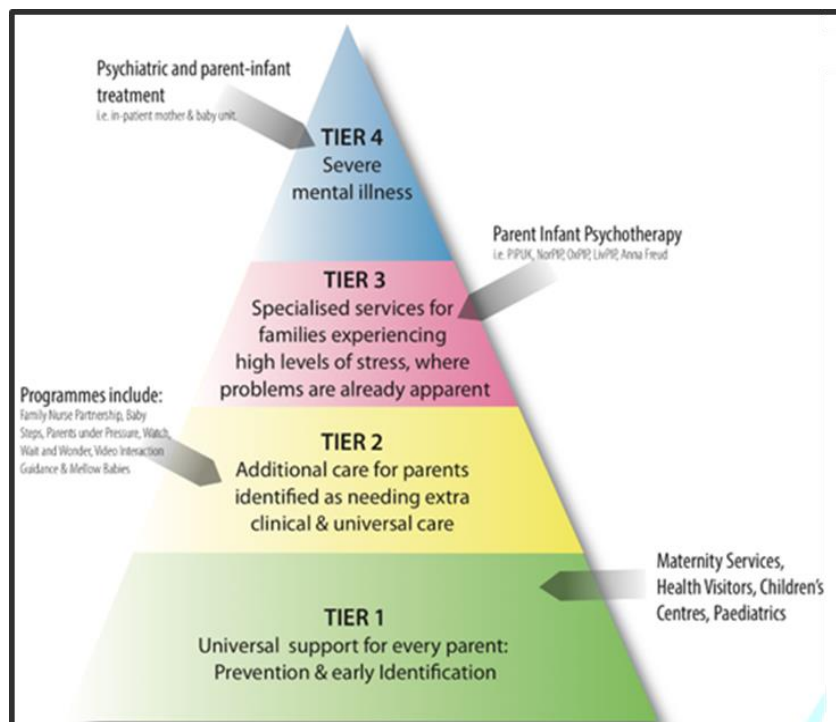 Psychiatric and parent-infant
treatment
i.e. in-patient mother & baby unit.
TIER 4
Severe
mental illness
Parent Infant Psychotherapy
i.e. PiPUK, NorPIP, OxPIP, LivPIP, Anna Freud
TIER 3
Specialised services for
families experiencing
high levels of stress, where
problems are already apparent
Programmes include:
Family Nurse Partnership, Baby
Steps, Parents under Pressure, Watch,
Wait and Wonder, Video Interaction
Guidance & Mellow Babies
TIER 2
Additional care for parents
identified as needing extra
clinical & universal care
Maternity Services,
Health Visitors, Children's
Centres, Paediatrics
TIER 1
Universal support for every parent:
Prevention & early Identification